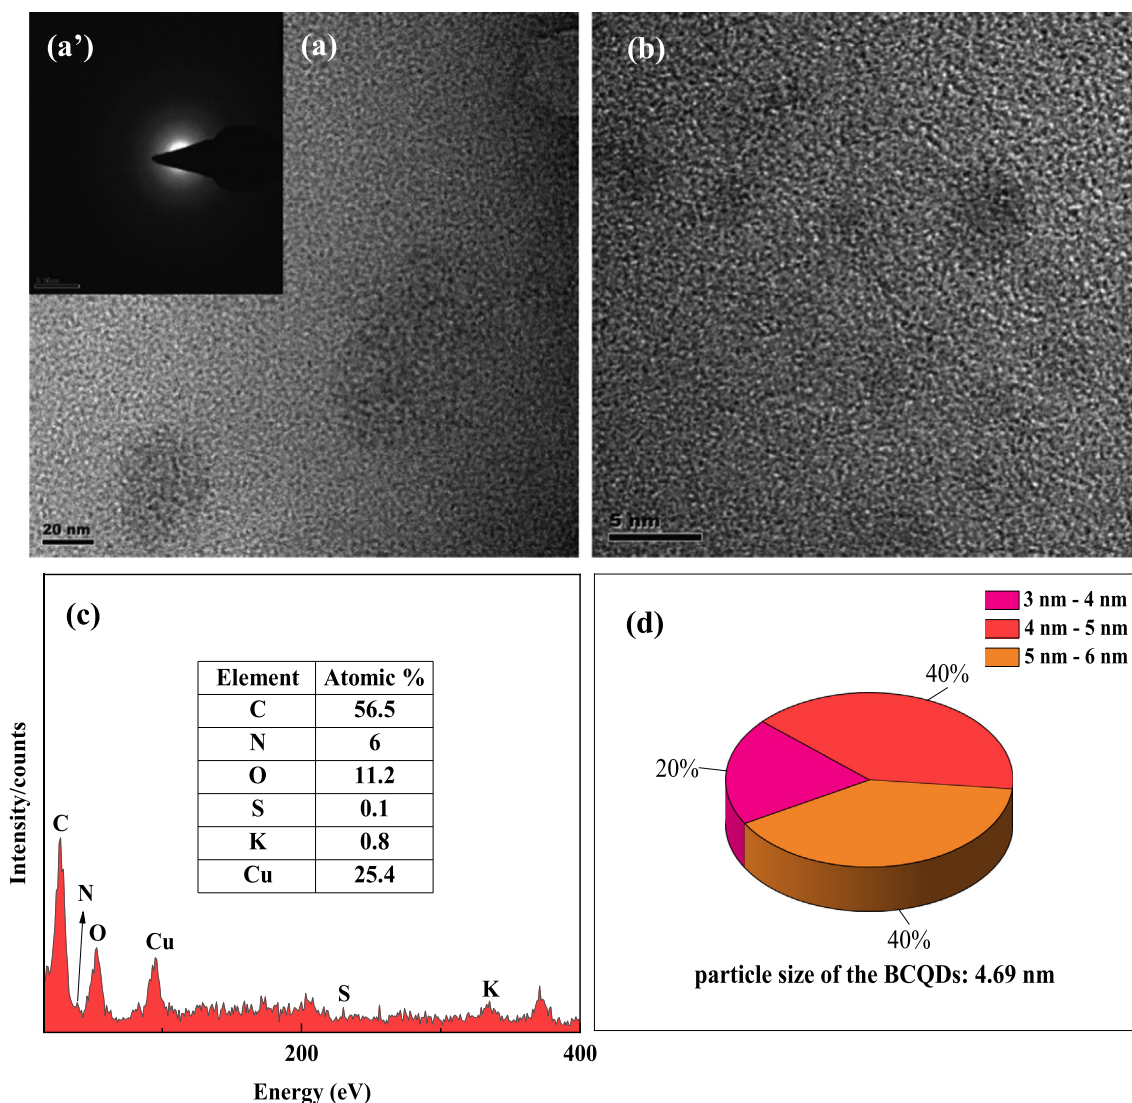 (a')
(a)
20 nm
(b)
5 nm
(c)
Element Atomic %
C 56.5
N 6
O 11.2
S 0.1
K 0.8
Cu 25.4
C
N
O
Cu
S
K
Intensity/counts
200
400
Energy (eV)
(d)
3 nm - 4 nm
4 nm - 5 nm
5 nm - 6 nm
40%
20%
40%
particle size of the BCQDs: 4.69 nm